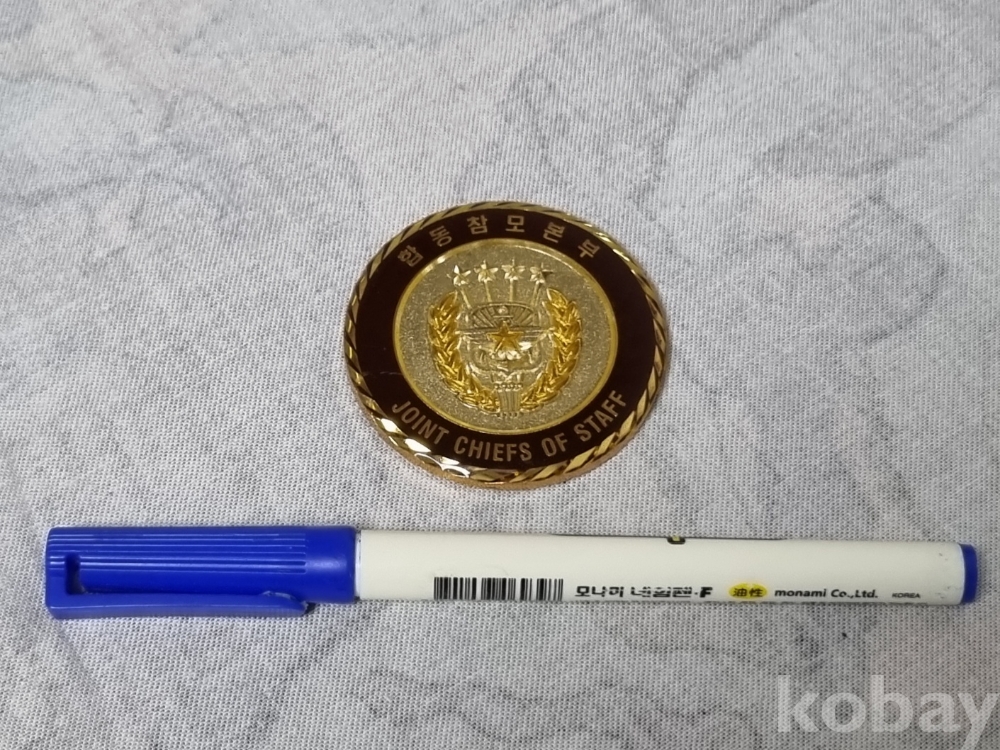 합동참모본부
JOINT CHIEFS OF STAFF
모나미 네임펜-F 油性 monami Co.,Ltd. KOREA
kobay